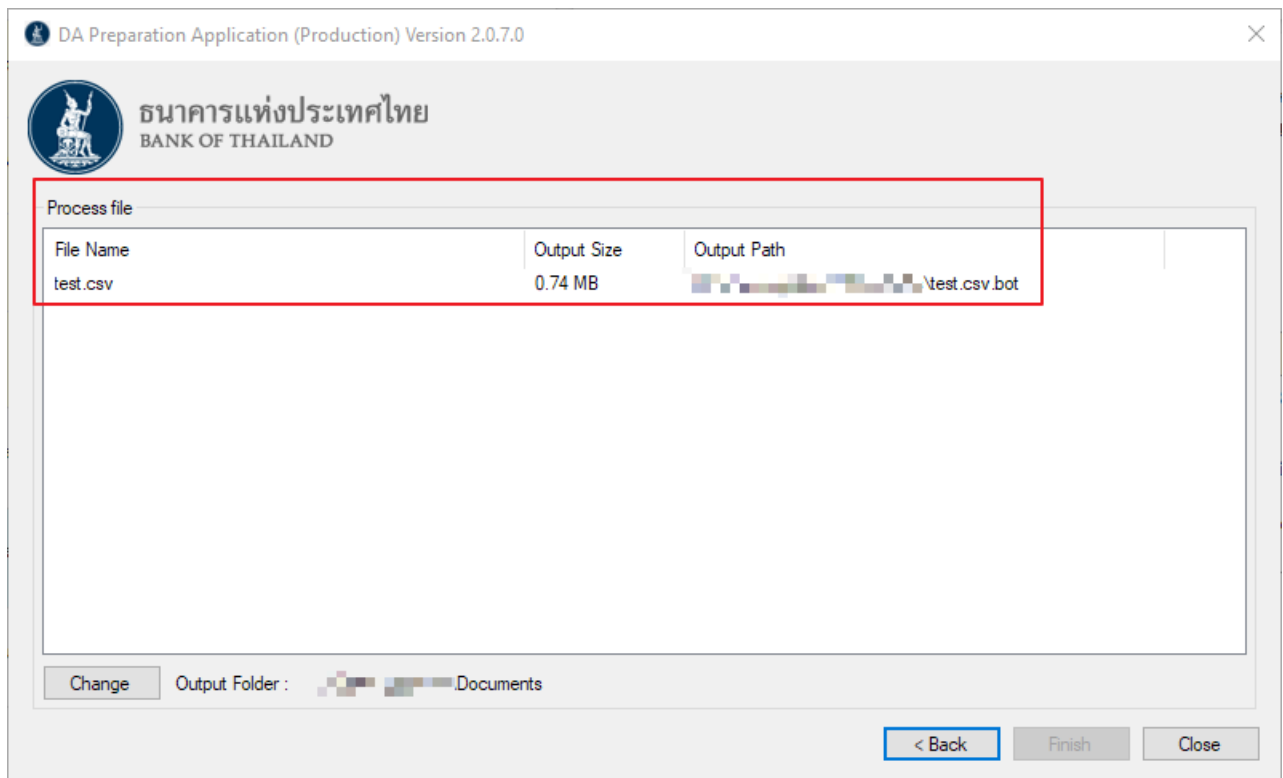 DA Preparation Application (Production) Version 2.0.7.0
ธนาคารแห่งประเทศไทย
BANK OF THAILAND
Process file
File Name Output Size Output Path
test.csv 0.74 MB \test.csv.bot
Change Output Folder : Documents
< Back Finish Close